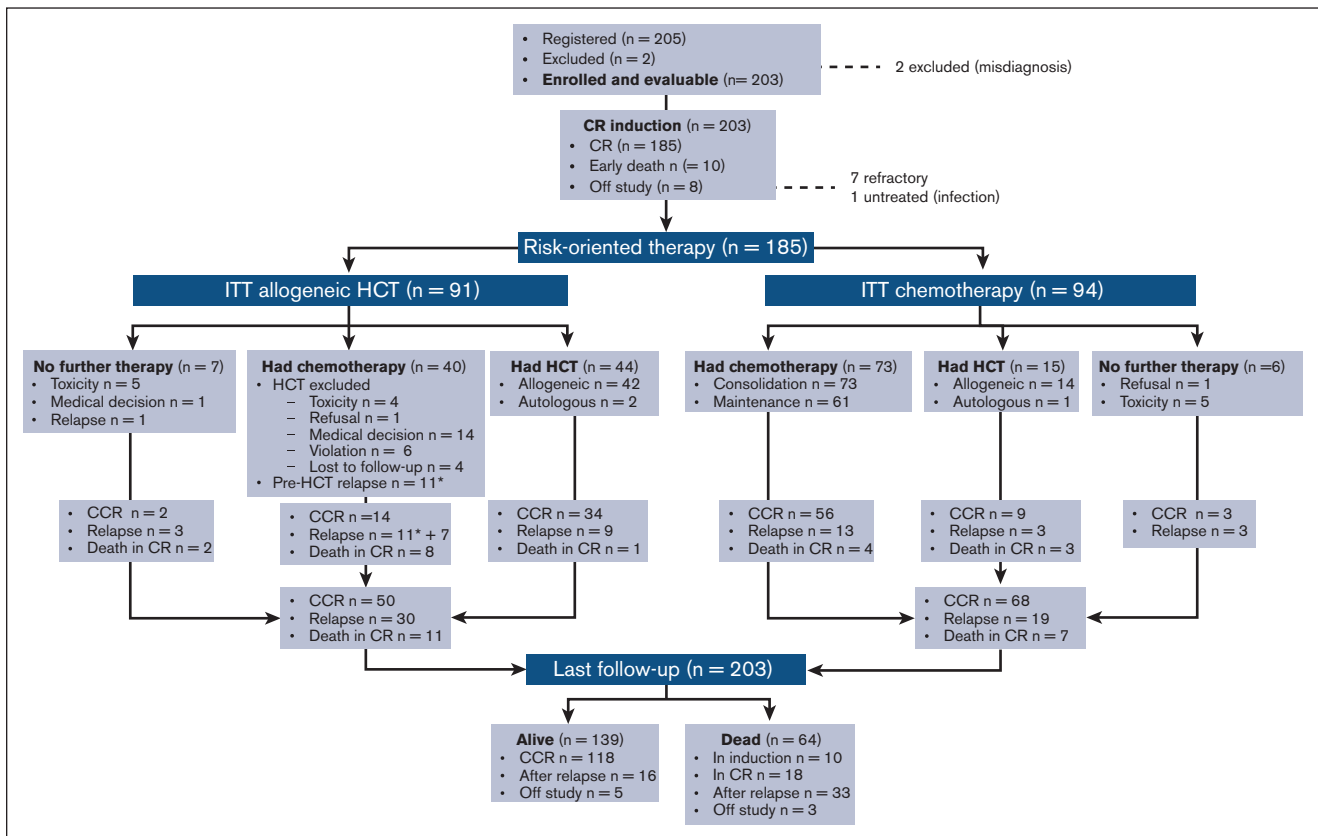 • Registered (n = 205)
• Excluded (n = 2)
• Enrolled and evaluable (n= 203)
2 excluded (misdiagnosis)
CR induction (n = 203)
• CR (n = 185)
• Early death n (= 10)
• Off study (n = 8)
7 refractory
1 untreated (infection)
Risk-oriented therapy (n = 185)
ITT allogeneic HCT (n = 91)
ITT chemotherapy (n = 94)
No further therapy (n = 7)
• Toxicity n = 5
• Medical decision n = 1
• Relapse n = 1
Had chemotherapy (n = 40)
• HCT excluded
– Toxicity n = 4
– Refusal n = 1
– Medical decision n = 14
– Violation n = 6
– Lost to follow-up n = 4
• Pre-HCT relapse n = 11*
Had HCT (n = 44)
• Allogeneic n = 42
• Autologous n = 2
Had chemotherapy (n = 73)
• Consolidation n = 73
• Maintenance n = 61
Had HCT (n = 15)
• Allogeneic n = 14
• Autologous n = 1
No further therapy (n =6)
• Refusal n = 1
• Toxicity n = 5
• CCR n = 2
• Relapse n = 3
• Death in CR n = 2
• CCR n =14
• Relapse n = 11* + 7
• Death in CR n = 8
• CCR n = 34
• Relapse n = 9
• Death in CR n = 1
• CCR n = 56
• Relapse n = 13
• Death in CR n = 4
• CCR n = 9
• Relapse n = 3
• Death in CR n = 3
• CCR n = 3
• Relapse n = 3
• CCR n = 50
• Relapse n = 30
• Death in CR n = 11
• CCR n = 68
• Relapse n = 19
• Death in CR n = 7
Last follow-up (n = 203)
Alive (n = 139)
• CCR n = 118
• After relapse n = 16
• Off study n = 5
Dead (n = 64)
• In induction n = 10
• In CR n = 18
• After relapse n = 33
• Off study n = 3